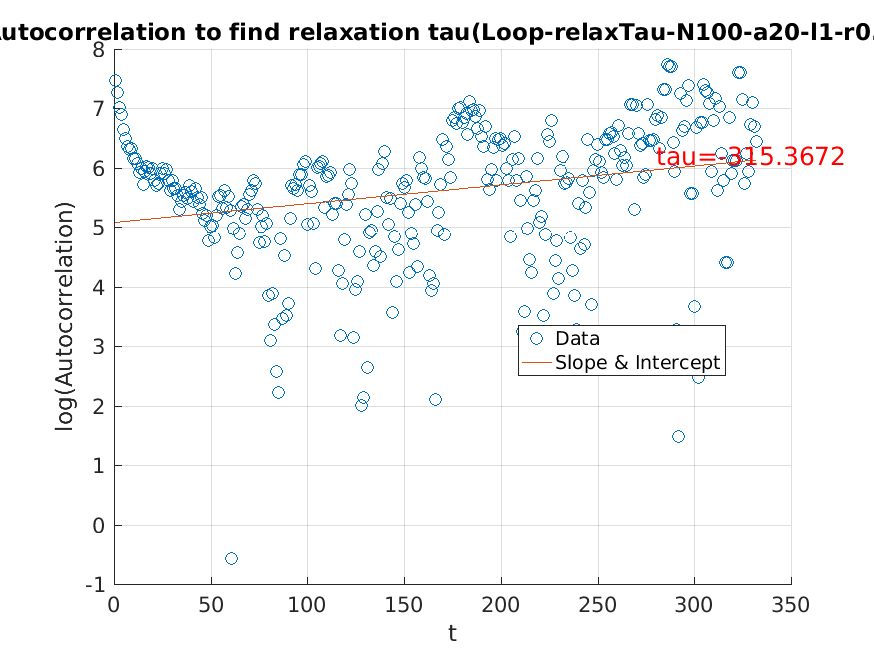 Autocorrelation to find relaxation tau(Loop-relaxTau-N100-a20-l1-r0.
8
7
6
5
4
3
2
1
0
-1
log(Autocorrelation)
tau=-315.3672
Data
Slope & Intercept
0 50 100 150 200 250 300 350
t